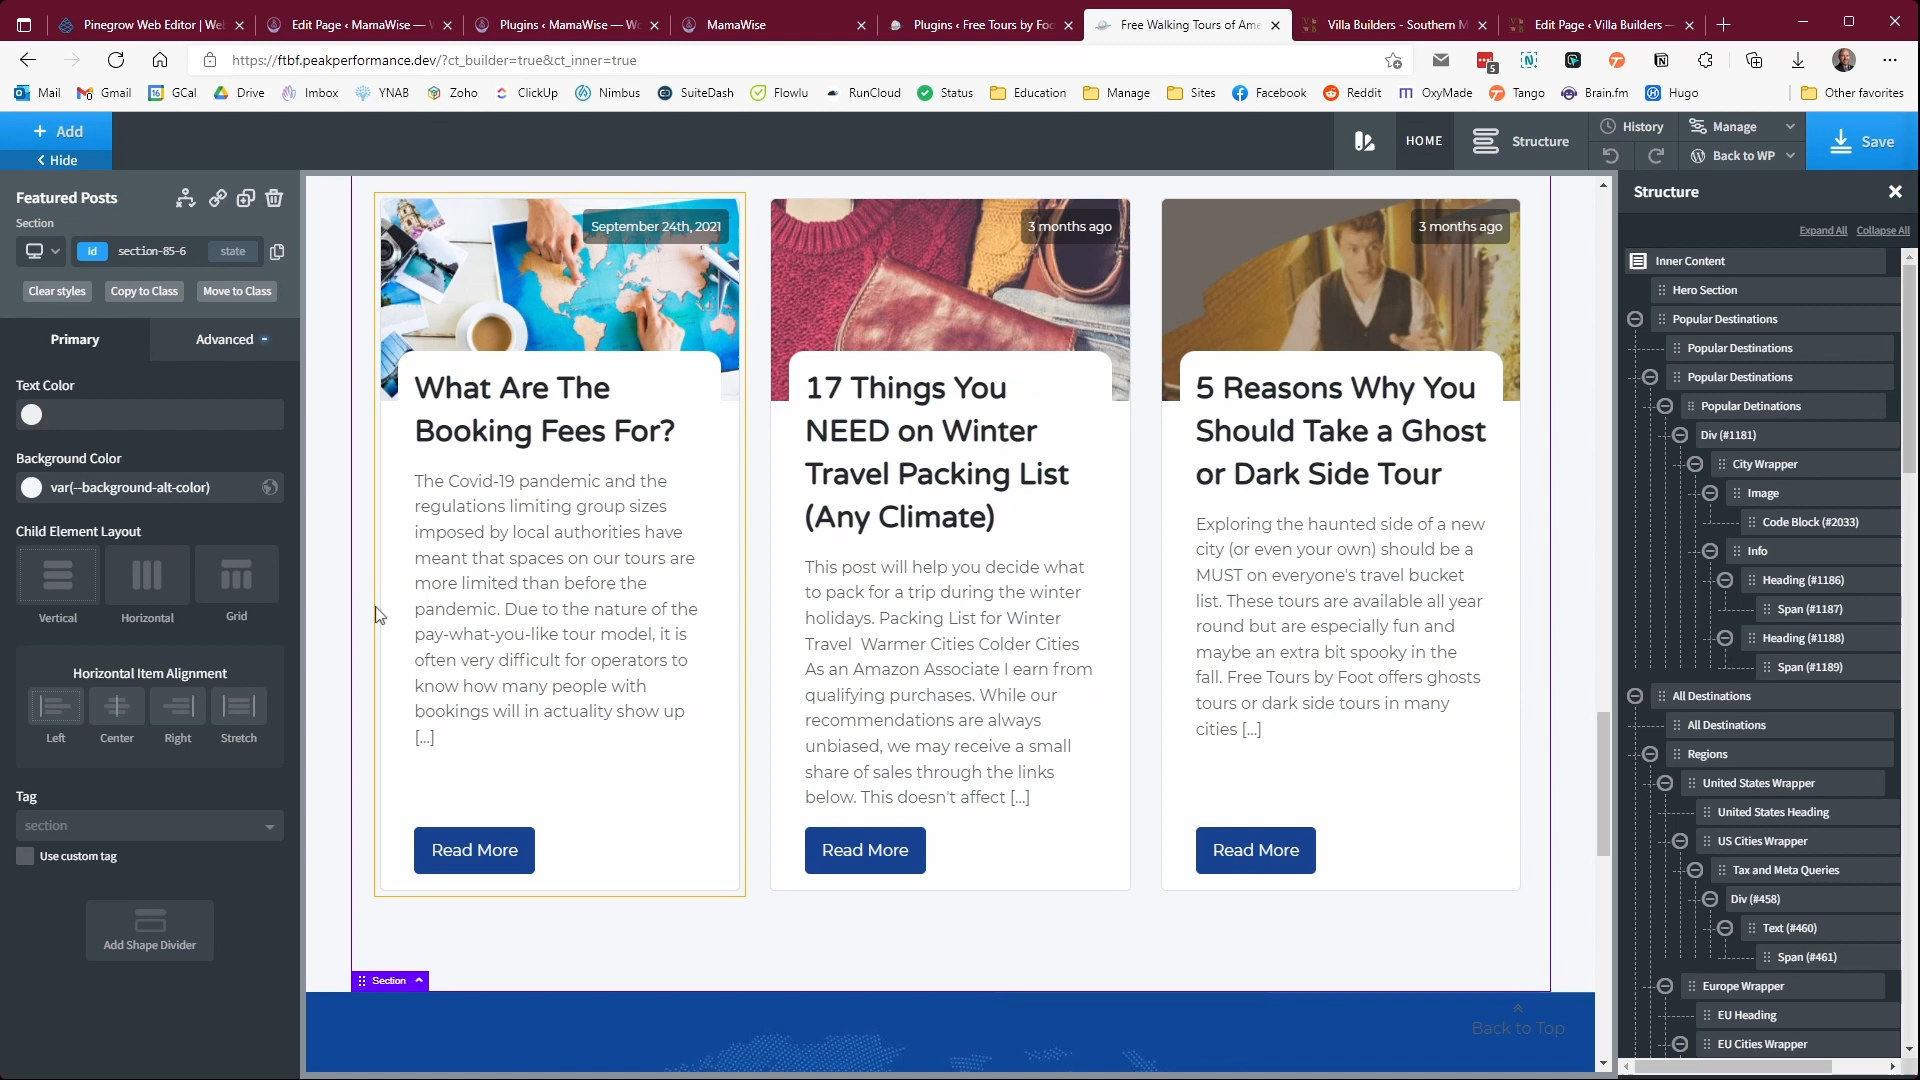 Pinegrow Web Editor | We
Edit Page ‹ MamaWise —
Plugins ‹ MamaWise — Wo
MamaWise
Plugins ‹ Free Tours by Foo
Free Walking Tours of Ame
Villa Builders - Southern M
Edit Page ‹ Villa Builders —
https://ftbf.peakperformance.dev/?ct_builder=true&ct_inner=true
5
Mail
Gmail
16
GCal
Drive
Imbox
YNAB
Zoho
ClickUp
Nimbus
SuiteDash
Flowlu
RunCloud
Status
Education
Manage
Sites
Facebook
Reddit
OxyMade
Tango
Brain.fm
Hugo
Other favorites
+ Add
Hide
HOME
Structure
History
Manage
Back to WP
Save
Featured Posts
Section
id
section-85-6
state
Clear styles
Copy to Class
Move to Class
Primary
Advanced
Text Color
Background Color
var(--background-alt-color)
Child Element Layout
Vertical
Horizontal
Grid
Horizontal Item Alignment
Left
Center
Right
Stretch
Tag
section
Use custom tag
Add Shape Divider
September 24th, 2021
What Are The
Booking Fees For?
The Covid-19 pandemic and the
regulations limiting group sizes
imposed by local authorities have
meant that spaces on our tours are
more limited than before the
pandemic. Due to the nature of the
pay-what-you-like tour model, it is
often very difficult for operators to
know how many people with
bookings will in actuality show up
[...]
Read More
3 months ago
17 Things You
NEED on Winter
Travel Packing List
(Any Climate)
This post will help you decide what
to pack for a trip during the winter
holidays. Packing List for Winter
Travel Warmer Cities Colder Cities
As an Amazon Associate I earn from
qualifying purchases. While our
recommendations are always
unbiased, we may receive a small
share of sales through the links
below. This doesn't affect [...]
Read More
3 months ago
5 Reasons Why You
Should Take a Ghost
or Dark Side Tour
Exploring the haunted side of a new
city (or even your own) should be a
MUST on everyone's travel bucket
list. These tours are available all year
round but are especially fun and
maybe an extra bit spooky in the
fall. Free Tours by Foot offers ghosts
tours or dark side tours in many
cities [...]
Read More
Section
Back to Top
Structure
Expand All
Collapse All
Inner Content
Hero Section
Popular Destinations
Popular Destinations
Popular Destinations
Popular Detinations
Div (#1181)
City Wrapper
Image
Code Block (#2033)
Info
Heading (#1186)
Span (#1187)
Heading (#1188)
Span (#1189)
All Destinations
All Destinations
Regions
United States Wrapper
United States Heading
US Cities Wrapper
Tax and Meta Queries
Div (#458)
Text (#460)
Span (#461)
Europe Wrapper
EU Heading
EU Cities Wrapper